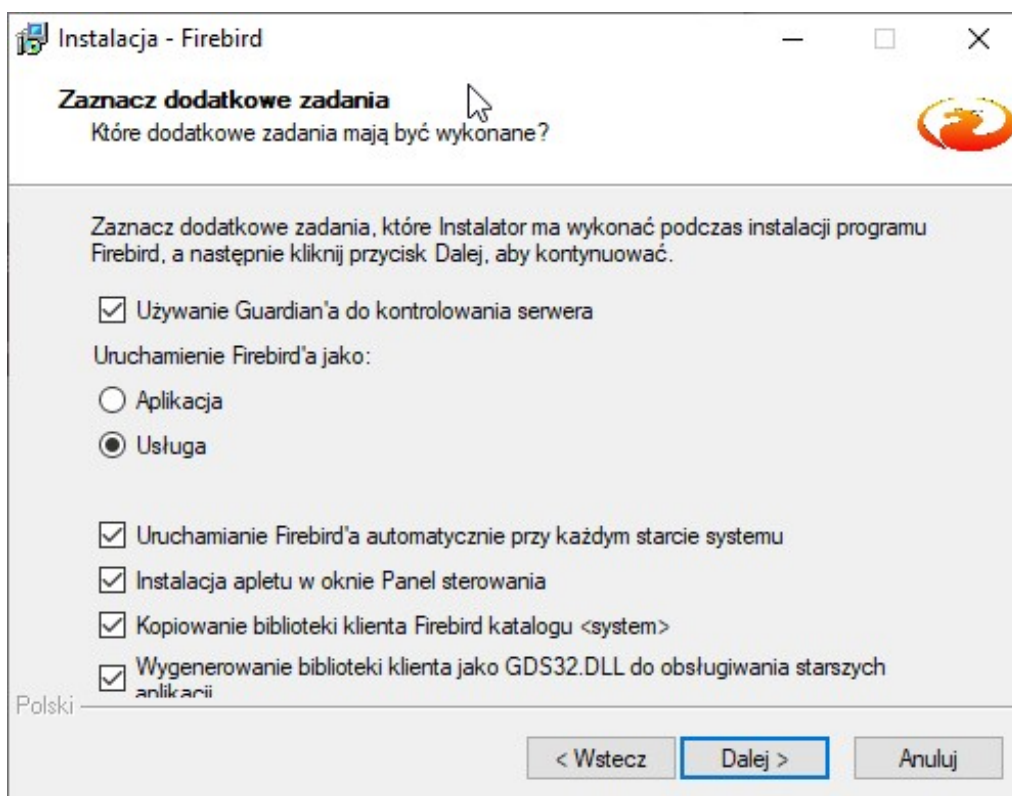 Instalacja - Firebird
Zaznacz dodatkowe zadania
Które dodatkowe zadania mają być wykonane?
Zaznacz dodatkowe zadania, które Instalator ma wykonać podczas instalacji programu
Firebird, a następnie kliknij przycisk Dalej, aby kontynuować.
Używanie Guardian'a do kontrolowania serwera
Uruchamienie Firebird'a jako:
Aplikacja
Usługa
Uruchamianie Firebird'a automatycznie przy każdym starcie systemu
Instalacja apletu w oknie Panel sterowania
Kopiowanie biblioteki klienta Firebird katalogu <system>
Wygenerowanie biblioteki klienta jako GDS32.DLL do obsługiwania starszych
aplikacji
Polski
< Wstecz
Dalej >
Anuluj